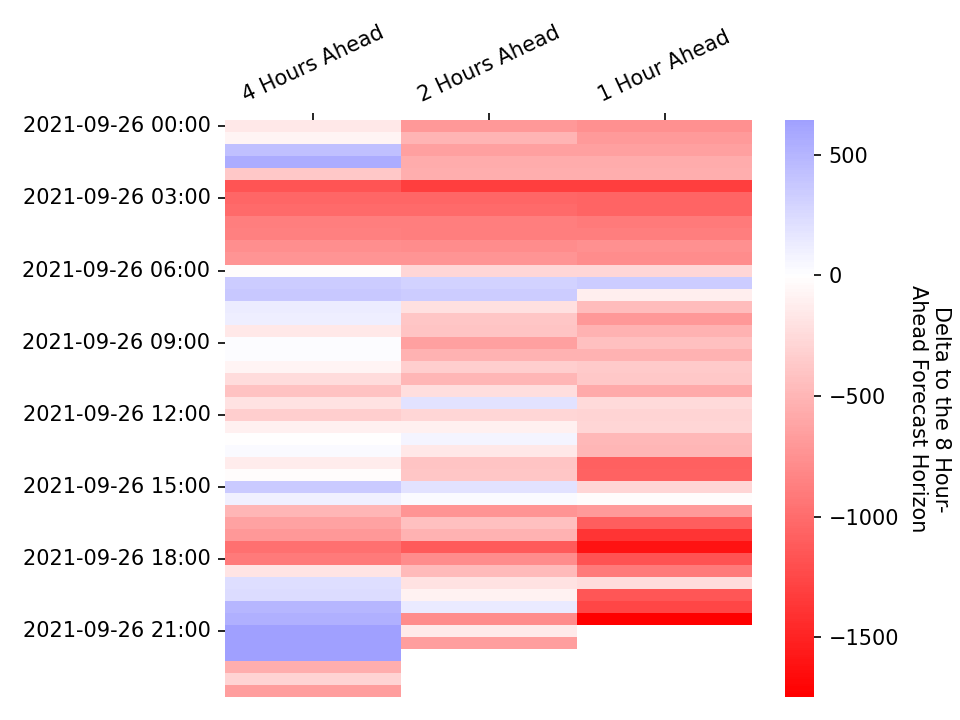 4 Hours Ahead
2 Hours Ahead
1 Hour Ahead
2021-09-26 00:00
2021-09-26 03:00
2021-09-26 06:00
2021-09-26 09:00
2021-09-26 12:00
2021-09-26 15:00
2021-09-26 18:00
2021-09-26 21:00
500
0
−500
−1000
−1500
Delta to the 8 Hour-
Ahead Forecast Horizon